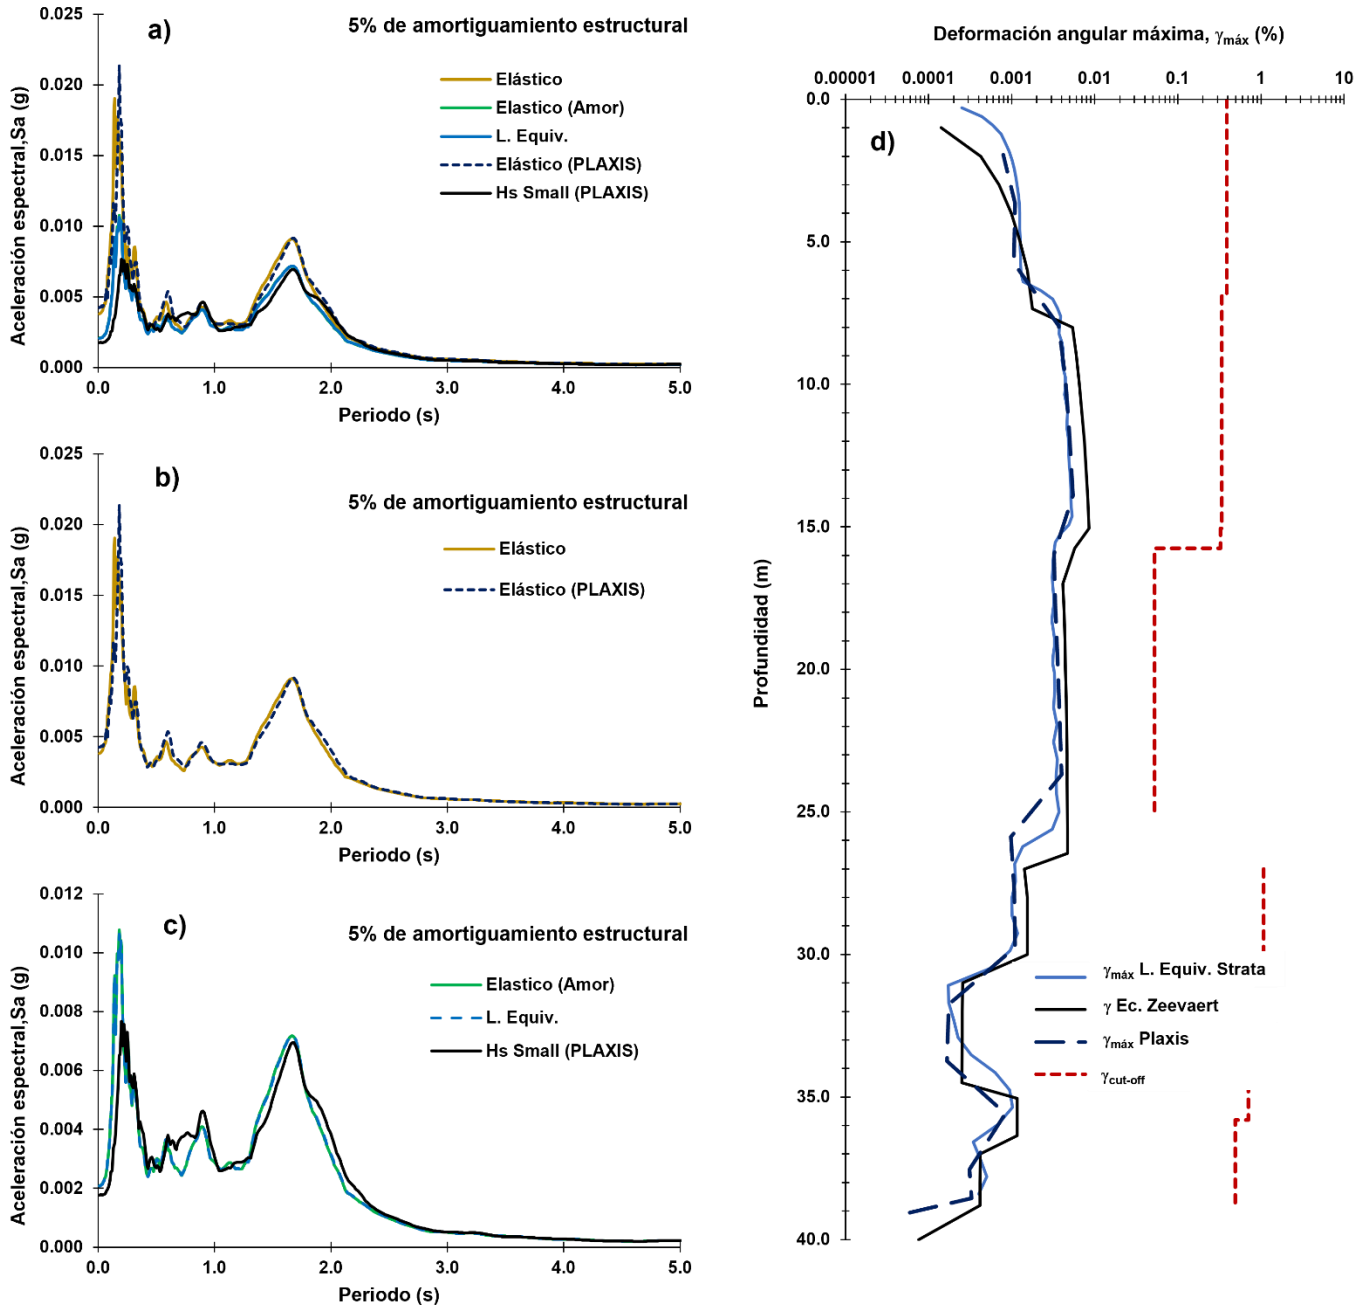 a)
5% de amortiguamiento estructural
Elástico
Elastico (Amor)
L. Equiv.
Elástico (PLAXIS)
Hs Small (PLAXIS)
Aceleración espectral,Sa (g)
0.025
0.020
0.015
0.010
0.005
0.000
0.0 1.0 2.0 3.0 4.0 5.0
Periodo (s)
b)
5% de amortiguamiento estructural
Elástico
Elástico (PLAXIS)
Aceleración espectral,Sa (g)
0.025
0.020
0.015
0.010
0.005
0.000
0.0 1.0 2.0 3.0 4.0 5.0
Periodo (s)
c)
5% de amortiguamiento estructural
Elastico (Amor)
L. Equiv.
Hs Small (PLAXIS)
Aceleración espectral,Sa (g)
0.012
0.010
0.008
0.006
0.004
0.002
0.000
0.0 1.0 2.0 3.0 4.0 5.0
Periodo (s)
Deformación angular máxima, γmáx (%)
0.00001 0.0001 0.001 0.01 0.1 1 10
d)
Profundidad (m)
0.0
5.0
10.0
15.0
20.0
25.0
30.0
35.0
40.0
γmáx L. Equiv. Strata
γ Ec. Zeevaert
γmáx Plaxis
γcut-off